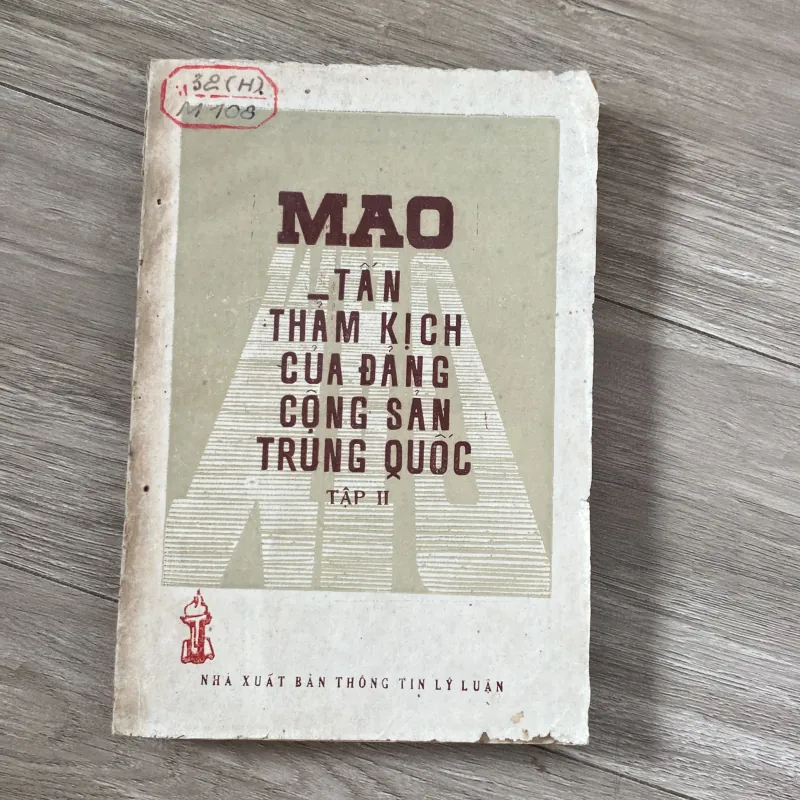 32(H)
M 108
MAO
_TẤN
THẢM KỊCH
CỦA ĐẢNG
CỘNG SẢN
TRUNG QUỐC
TẬP II
NHÀ XUẤT BẢN THÔNG TIN LÝ LUẬN